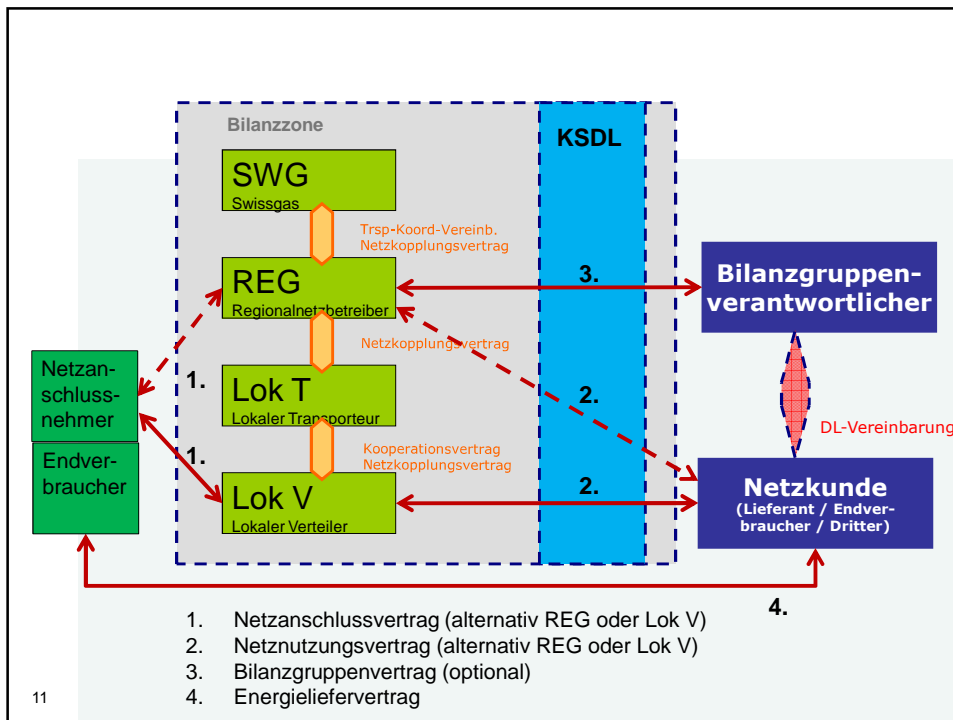 Bilanzzone
KSDL
SWG
Swissgas
Trsp-Koord-Vereinb.
Netzkopplungsvertrag
REG
Regionalnetzbetreiber
3.
Bilanzgruppen-
verantwortlicher
Netzkopplungsvertrag
Netzan-
schluss-
nehmer
1.
Lok T
Lokaler Transporteur
2.
DL-Vereinbarung
Endver-
braucher
1.
Kooperationsvertrag
Netzkopplungsvertrag
Lok V
Lokaler Verteiler
2.
Netzkunde
(Lieferant / Endver-
braucher / Dritter)
4.
1. Netzanschlussvertrag (alternativ REG oder Lok V)
2. Netznutzungsvertrag (alternativ REG oder Lok V)
3. Bilanzgruppenvertrag (optional)
4. Energieliefervertrag
11